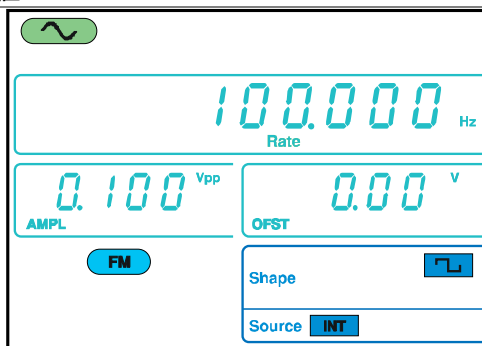 100.000 Hz
Rate
0.100 Vpp
AMPL
0.00 V
OFST
FM
Shape
Source INT